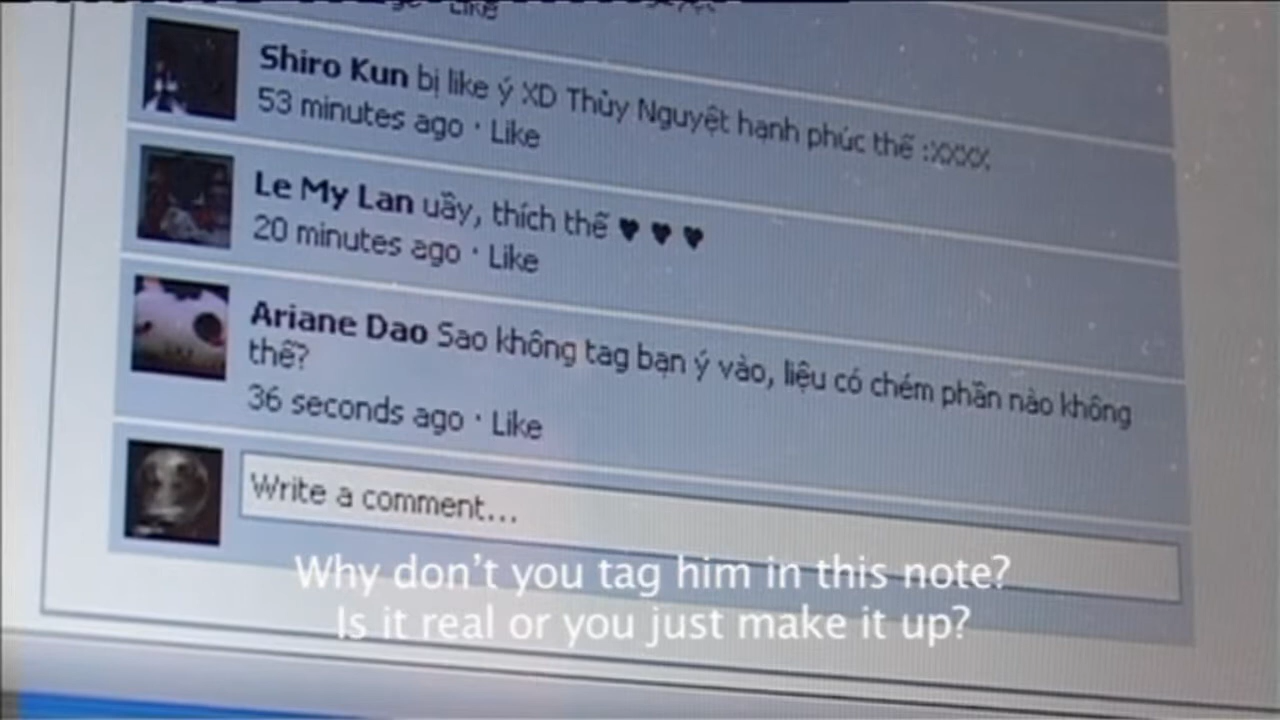 Like
Shiro Kun bị like ý XD Thủy Nguyệt hạnh phúc thế :XXXX
53 minutes ago · Like
Le My Lan uầy, thích thế ♥ ♥ ♥
20 minutes ago · Like
Ariane Dao Sao không tag bạn ý vào, liệu có chém phần nào không
thế?
36 seconds ago · Like
Write a comment...
Why don't you tag him in this note?
Is it real or you just make it up?